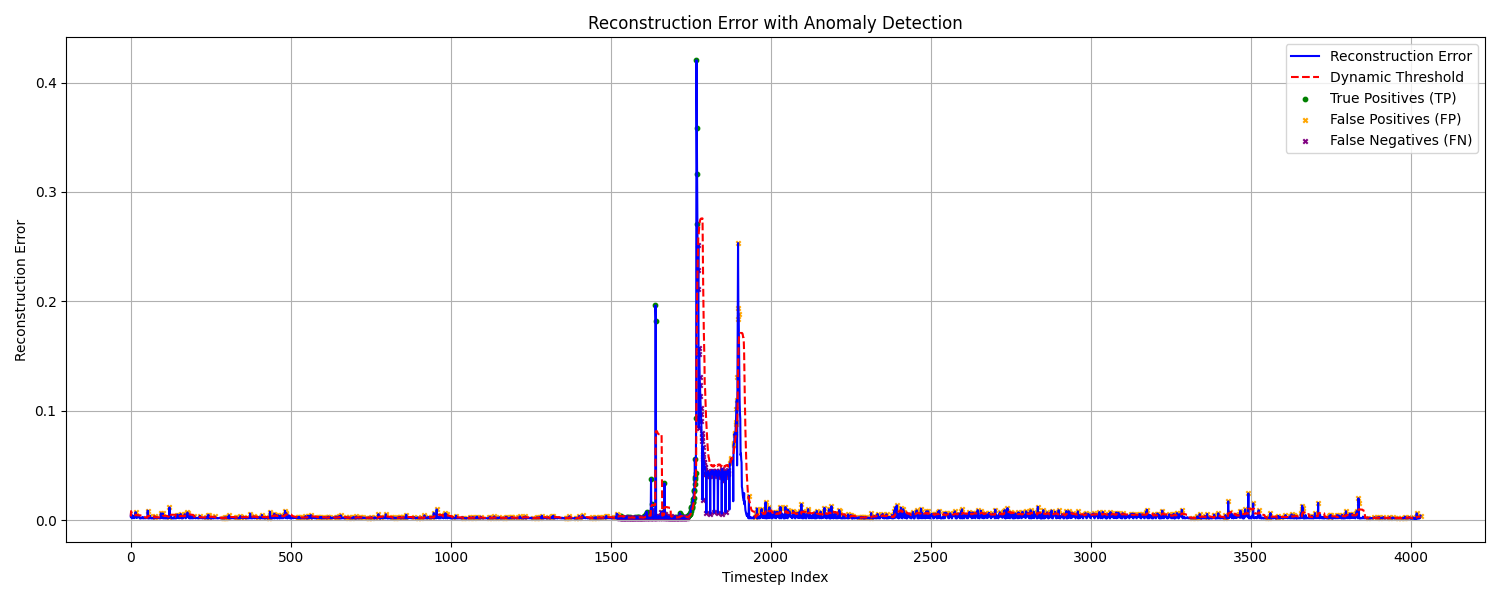 Reconstruction Error with Anomaly Detection
Reconstruction Error
Dynamic Threshold
True Positives (TP)
False Positives (FP)
False Negatives (FN)
Reconstruction Error
0.4
0.3
0.2
0.1
0.0
0 500 1000 1500 2000 2500 3000 3500 4000
Timestep Index